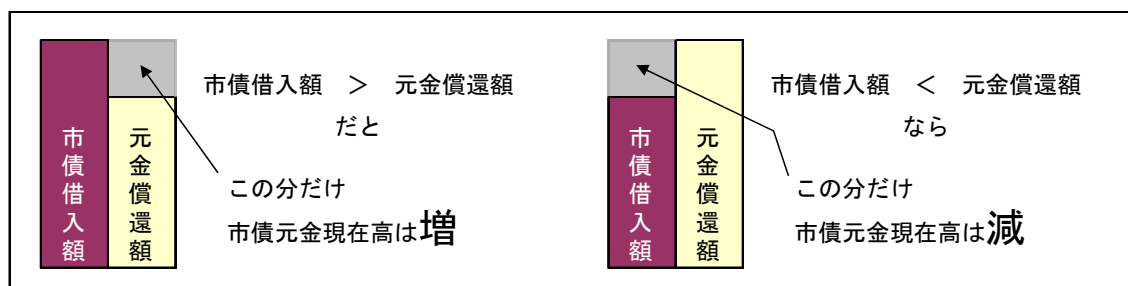 市債借入額
元金償還額
市債借入額 ＞ 元金償還額
だと
この分だけ
市債元金現在高は増
市債借入額
元金償還額
市債借入額 ＜ 元金償還額
なら
この分だけ
市債元金現在高は減